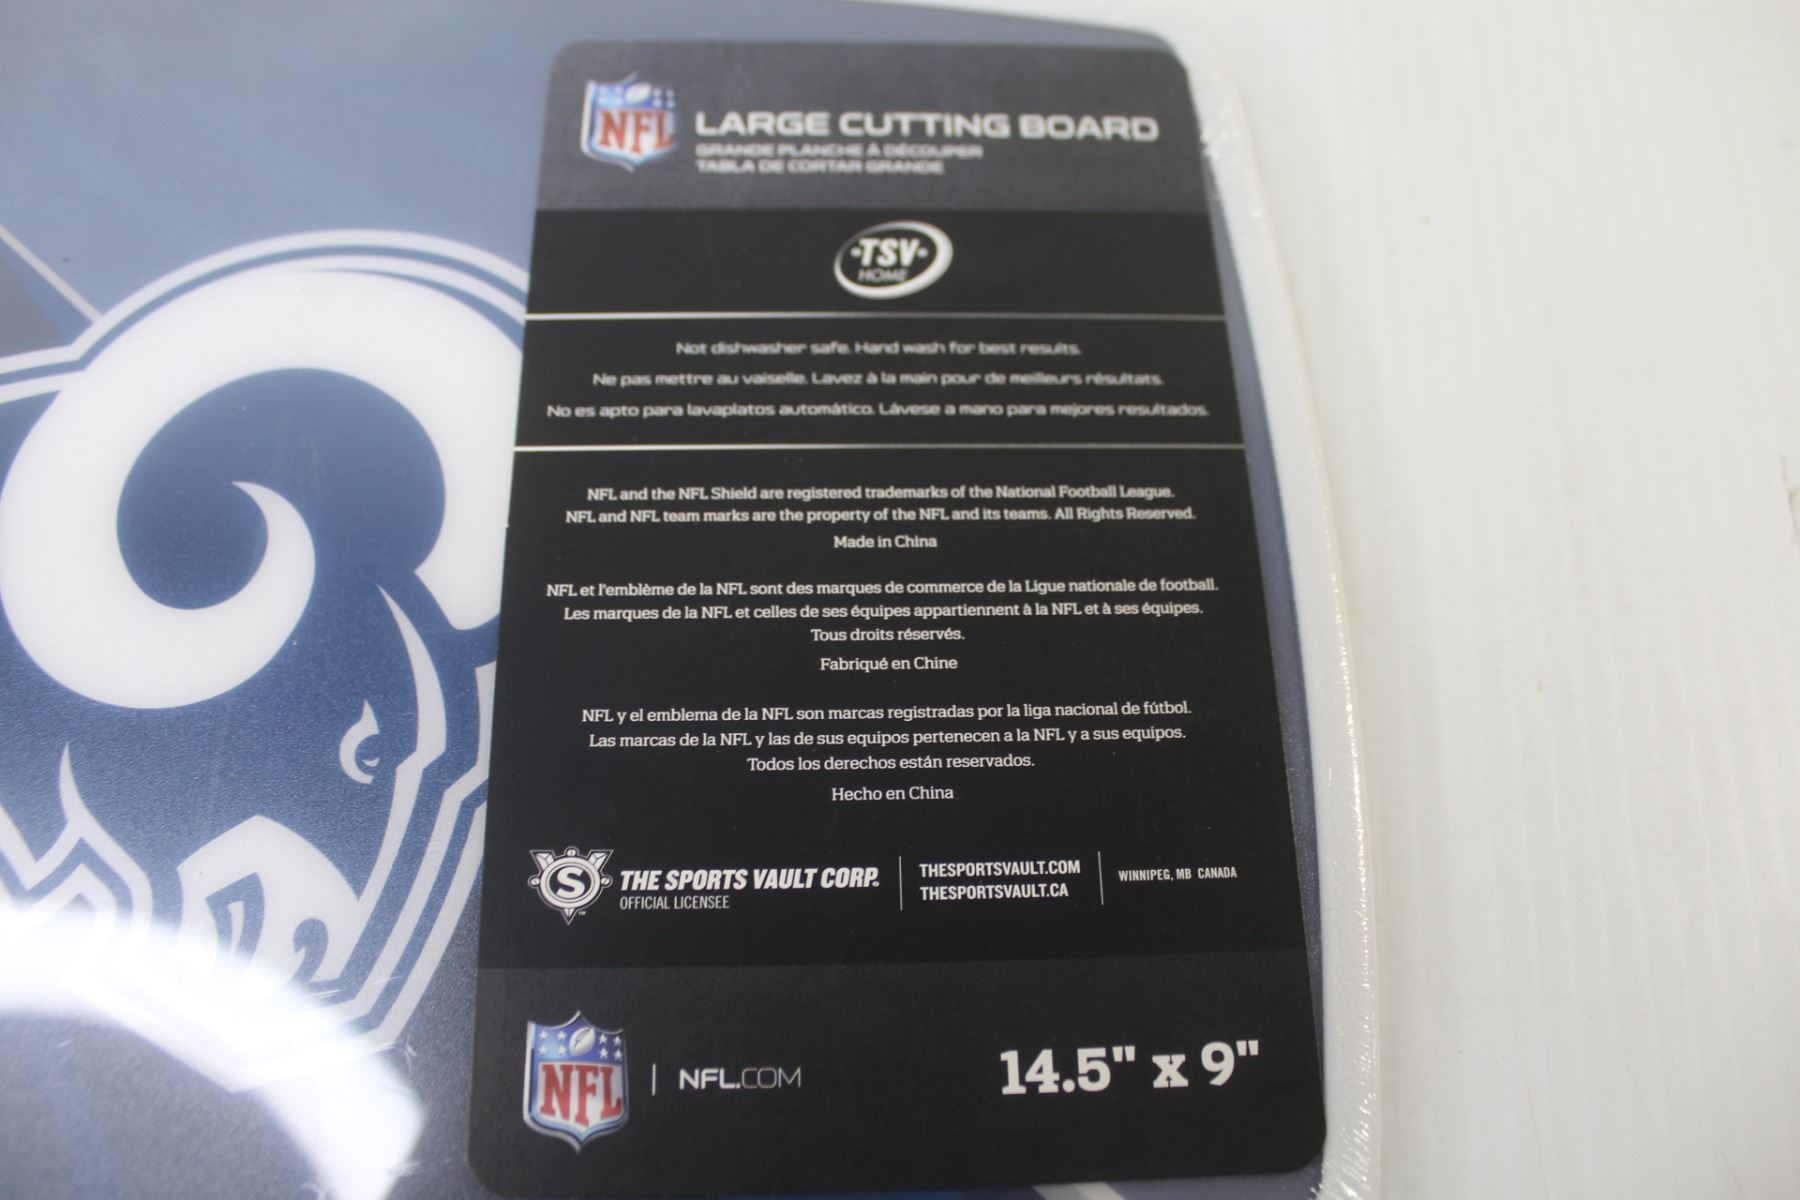 NFL
LARGE CUTTING BOARD
GRANDE PLANCHE À DÉCOUPER
TABLA DE CORTAR GRANDE
•TSV•
HOME
Not dishwasher safe. Hand wash for best results.
Ne pas mettre au vaiselle. Lavez à la main pour de meilleurs résultats.
No es apto para lavaplatos automático. Lávese a mano para mejores resultados.
NFL and the NFL Shield are registered trademarks of the National Football League.
NFL and NFL team marks are the property of the NFL and its teams. All Rights Reserved.
Made in China
NFL et l'emblème de la NFL sont des marques de commerce de la Ligue nationale de football.
Les marques de la NFL et celles de ses équipes appartiennent à la NFL et à ses équipes.
Tous droits réservés.
Fabriqué en Chine
NFL y el emblema de la NFL son marcas registradas por la liga nacional de fútbol.
Las marcas de la NFL y las de sus equipos pertenecen a la NFL y a sus equipos.
Todos los derechos están reservados.
Hecho en China
S
™
THE SPORTS VAULT CORP.
OFFICIAL LICENSEE
THESPORTSVAULT.COM
THESPORTSVAULT.CA
WINNIPEG, MB CANADA
NFL
NFL.COM
14.5" x 9"